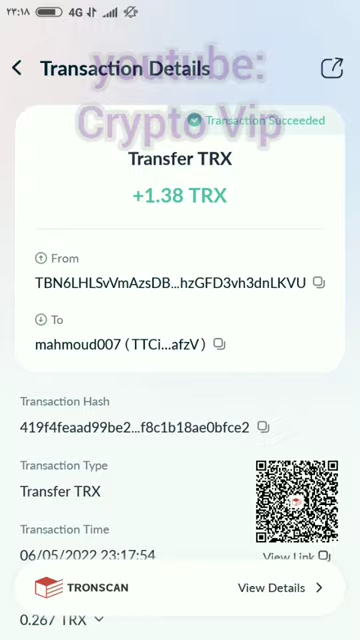 ۲۳:۱۸ 4G
youtube:
Transaction Details
Crypto Vip
Transaction Succeeded
Transfer TRX
+1.38 TRX
From
TBN6LHLSvVmAzsDB...hzGFD3vh3dnLKVU
To
mahmoud007 (TTCi...afzV)
Transaction Hash
419f4feaad99be2...f8c1b18ae0bfce2
Transaction Type
Transfer TRX
Transaction Time
06/05/2022 23:17:54
View Link
TRONSCAN View Details
0.267 TRX